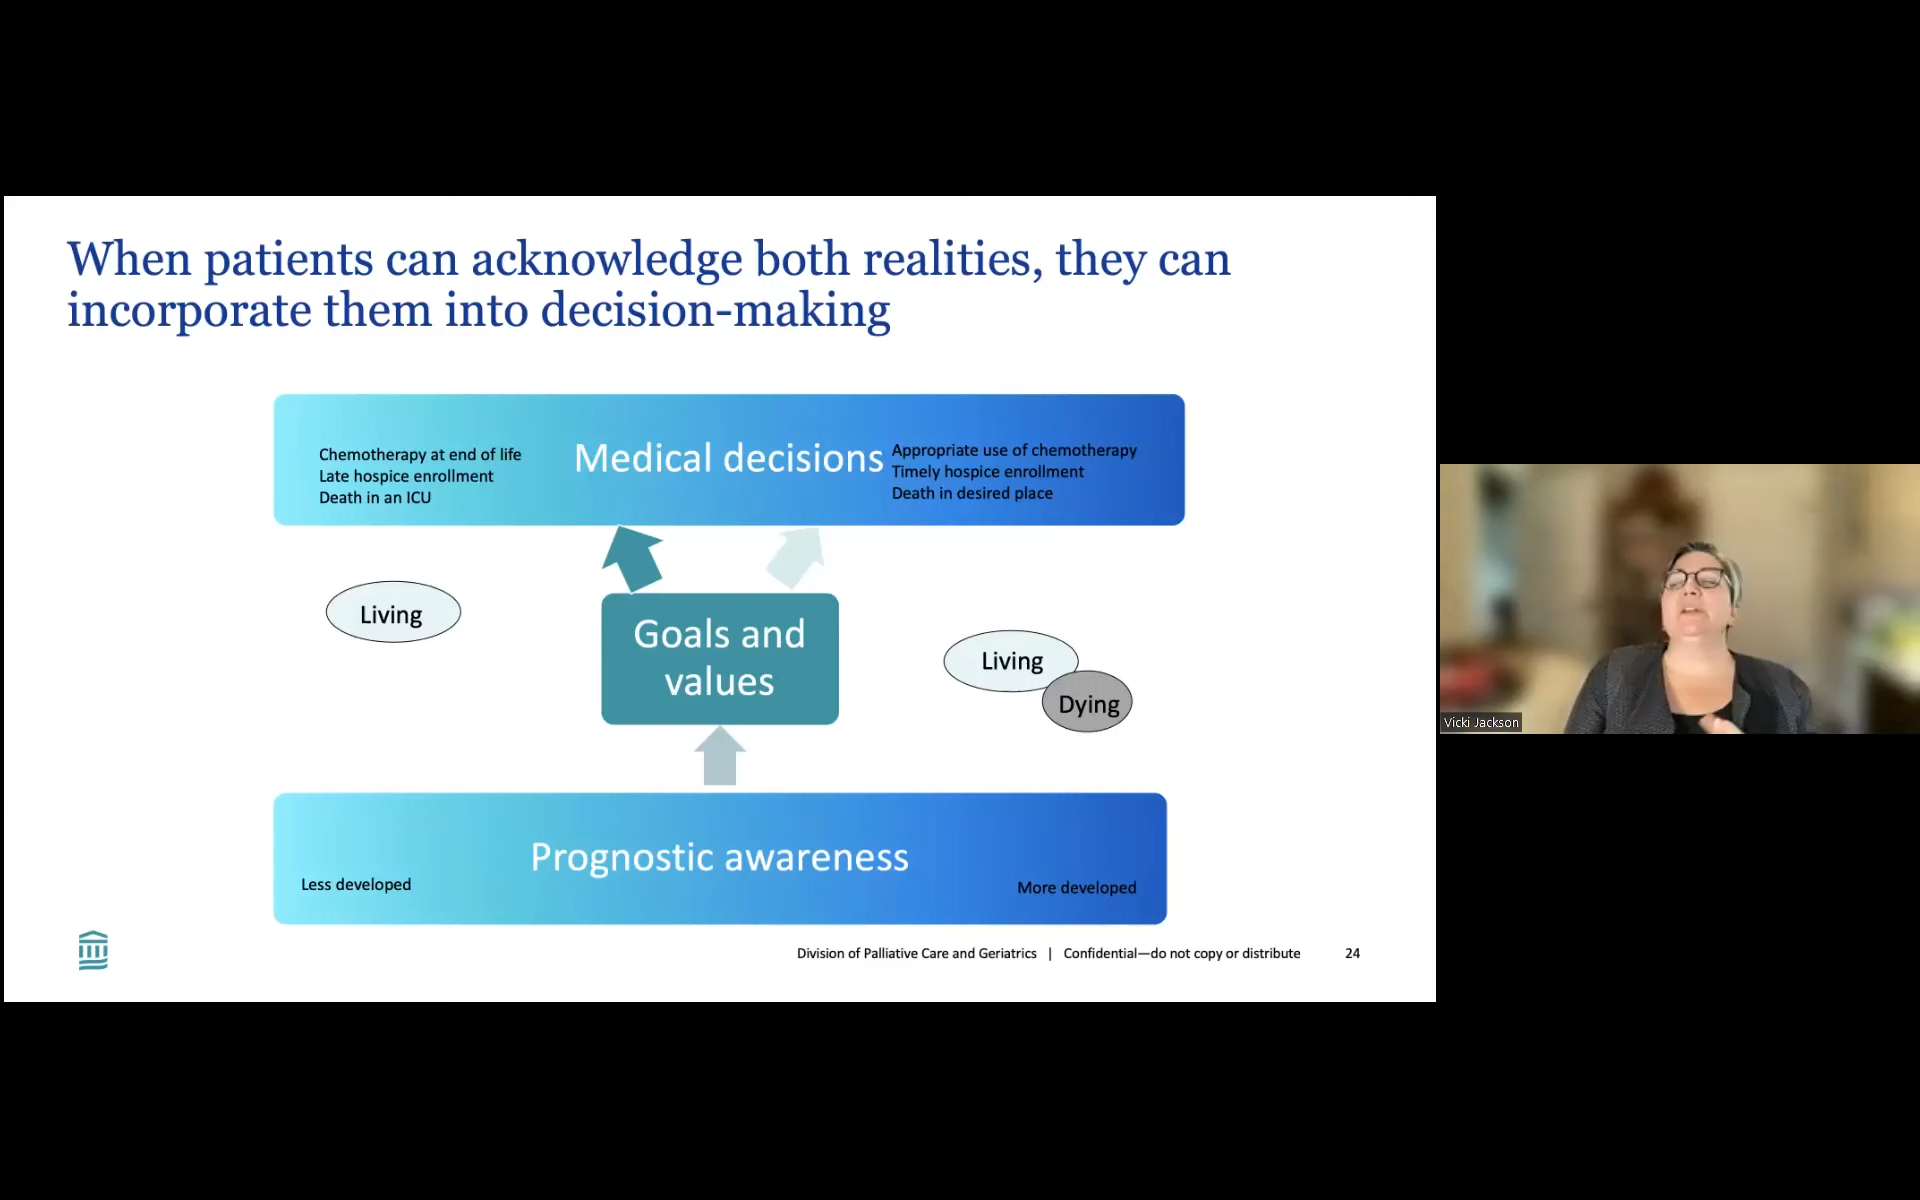 When patients can acknowledge both realities, they can
incorporate them into decision-making
Chemotherapy at end of life
Late hospice enrollment
Death in an ICU
Medical decisions
Appropriate use of chemotherapy
Timely hospice enrollment
Death in desired place
Living
Goals and
values
Living
Dying
Prognostic awareness
Less developed
More developed
Division of Palliative Care and Geriatrics | Confidential—do not copy or distribute 24
Vicki Jackson